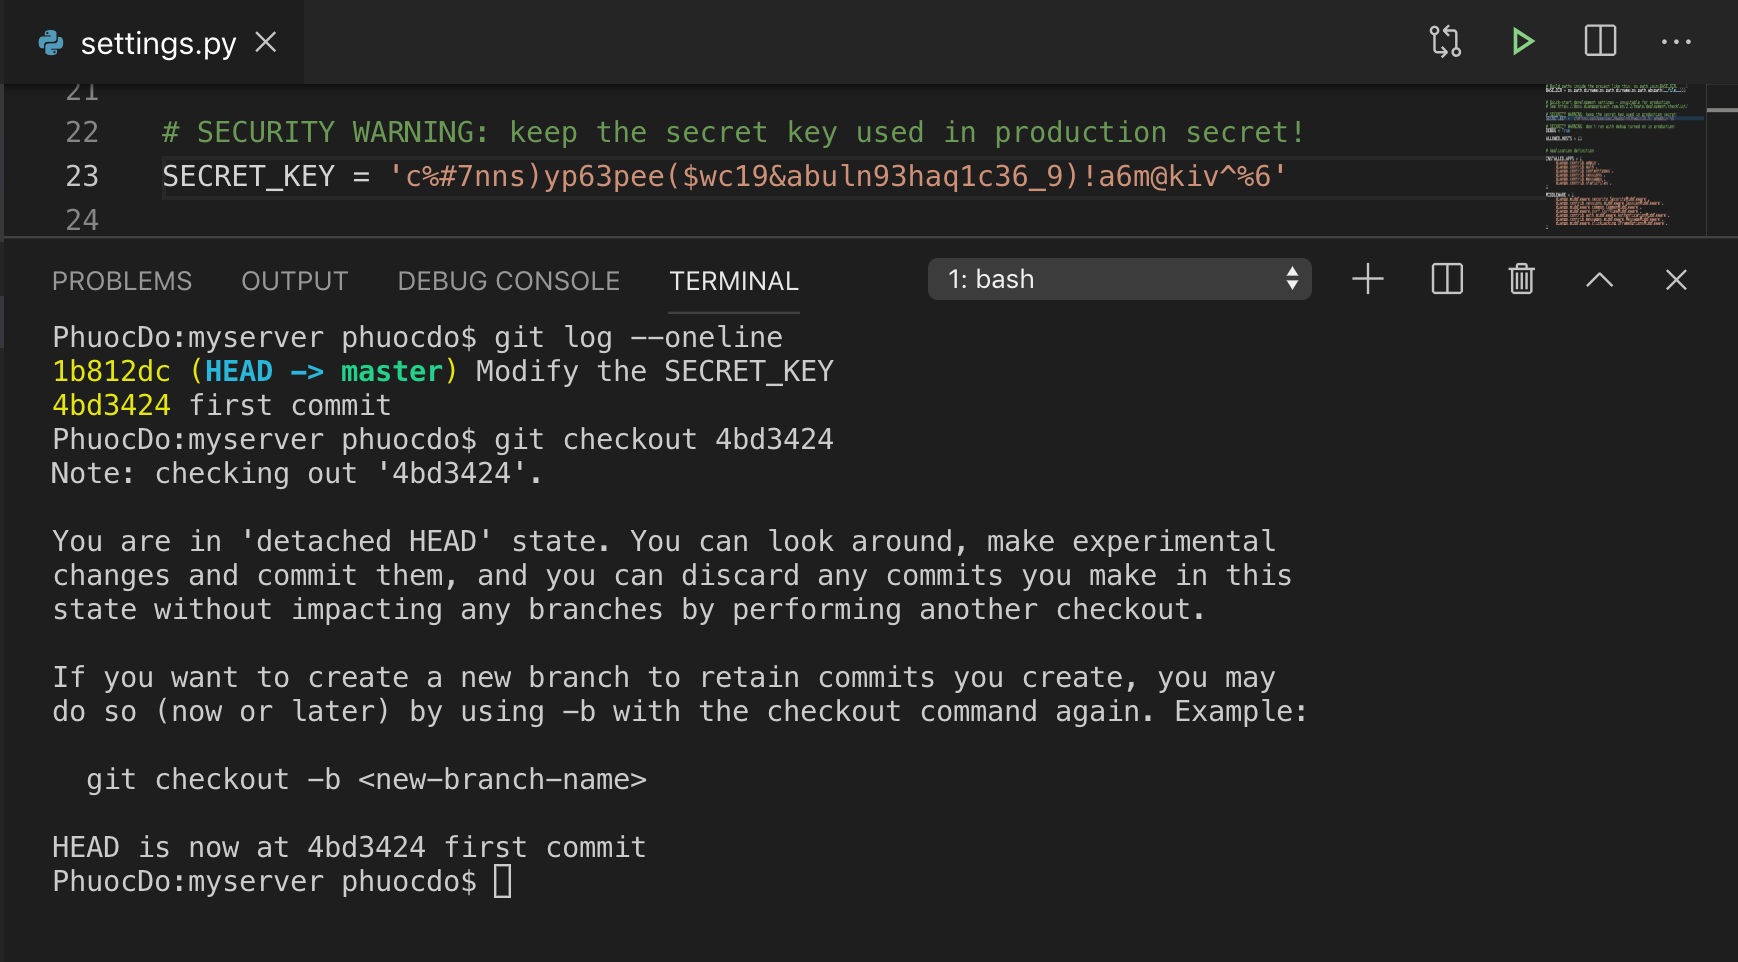 settings.py
21
22 # SECURITY WARNING: keep the secret key used in production secret!
23 SECRET_KEY = 'c%#7nns)yp63pee($wc19&abuln93haq1c36_9)!a6m@kiv^%6'
24
PROBLEMS OUTPUT DEBUG CONSOLE TERMINAL 1: bash
PhuocDo:myserver phuocdo$ git log --oneline
1b812dc (HEAD -> master) Modify the SECRET_KEY
4bd3424 first commit
PhuocDo:myserver phuocdo$ git checkout 4bd3424
Note: checking out '4bd3424'.
You are in 'detached HEAD' state. You can look around, make experimental
changes and commit them, and you can discard any commits you make in this
state without impacting any branches by performing another checkout.
If you want to create a new branch to retain commits you create, you may
do so (now or later) by using -b with the checkout command again. Example:
git checkout -b <new-branch-name>
HEAD is now at 4bd3424 first commit
PhuocDo:myserver phuocdo$